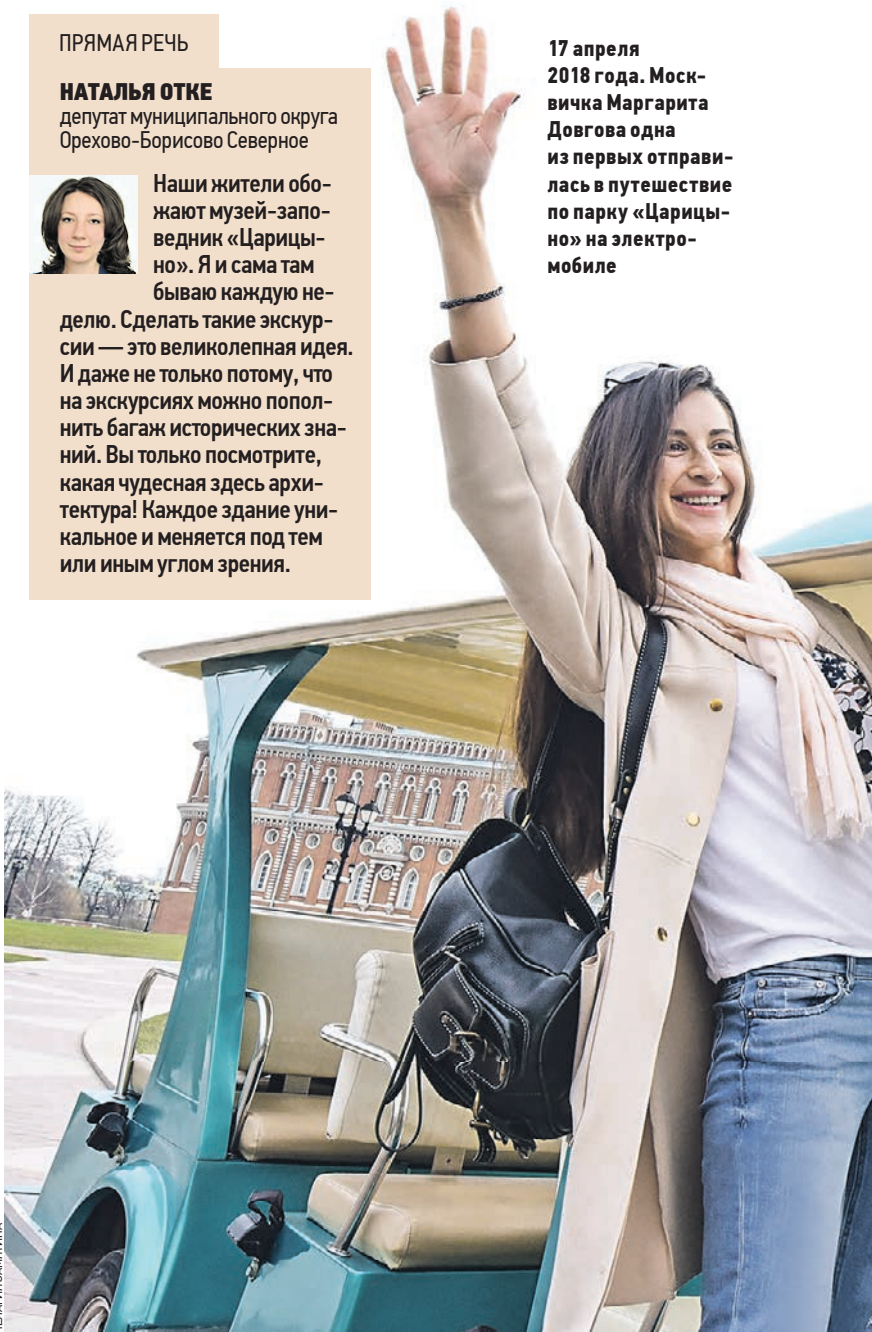 ПРЯМАЯ РЕЧЬ
НАТАЛЬЯ ОТКЕ
депутат муниципального округа
Орехово-Борисово Северное
Наши жители обо-
жают музей-запо-
ведник «Царицы-
но». Я и сама там
бываю каждую не-
делю. Сделать такие экскур-
сии — это великолепная идея.
И даже не только потому, что
на экскурсиях можно попол-
нить багаж исторических зна-
ний. Вы только посмотрите,
какая чудесная здесь архи-
тектура! Каждое здание уни-
кальное и меняется под тем
или иным углом зрения.
17 апреля
2018 года. Моск-
вичка Маргарита
Довгова одна
из первых отправи-
лась в путешествие
по парку «Царицы-
но» на электро-
мобиле